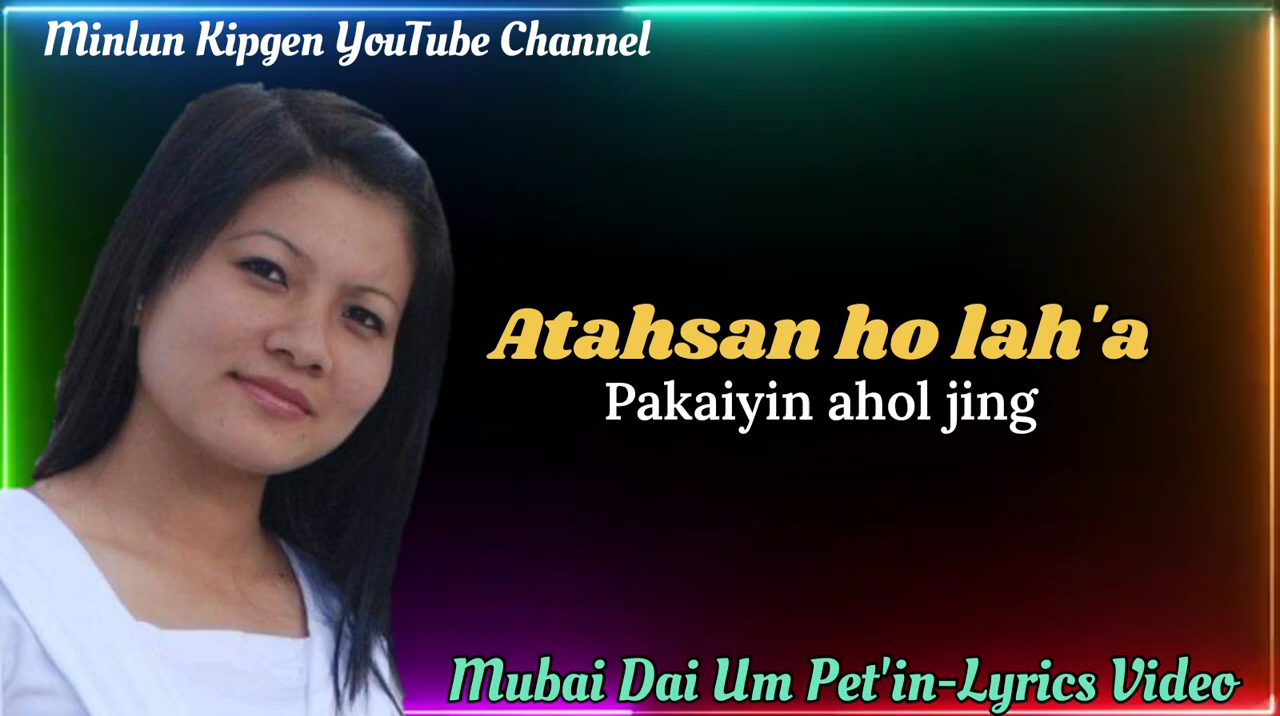 Minlun Kipgen YouTube Channel
Atahsan ho lah'a
Pakaiyin ahol jing
Mubai Dai Um Pet'in-Lyrics Video